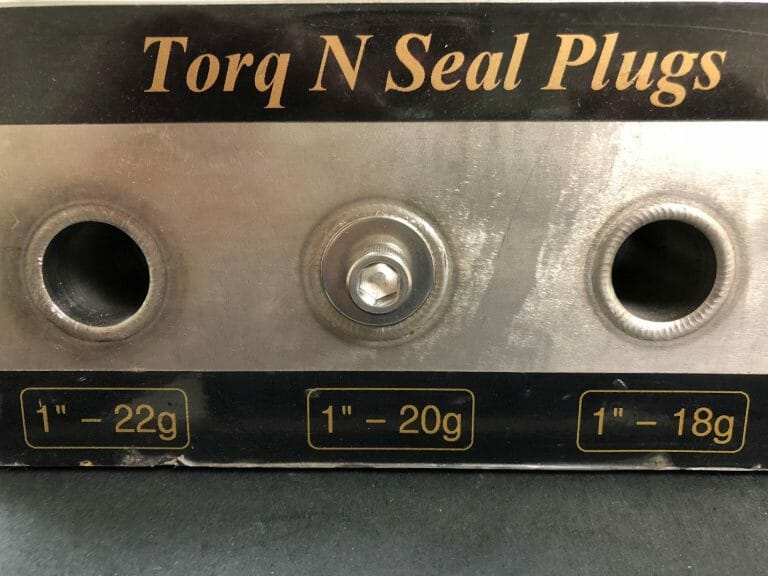 Torq N Seal Plugs
1" – 22g
1" – 20g
1" – 18g